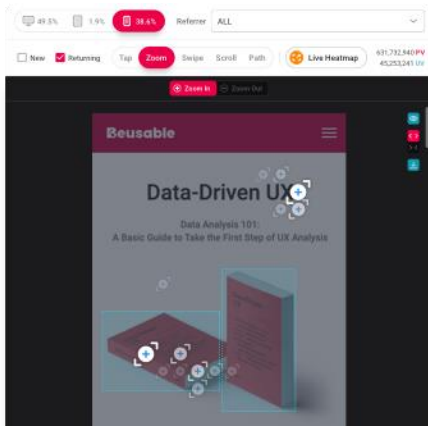 49.5% 1.9% 38.6% Referrer ALL
New Returning Tap Zoom Swipe Scroll Path Live Heatmap 631,732,940 PV
45,253,241 UV
Zoom In Zoom Out
Beusable
Data-Driven UX
Data Analysis 101:
A Basic Guide to Take the First Step of UX Analysis